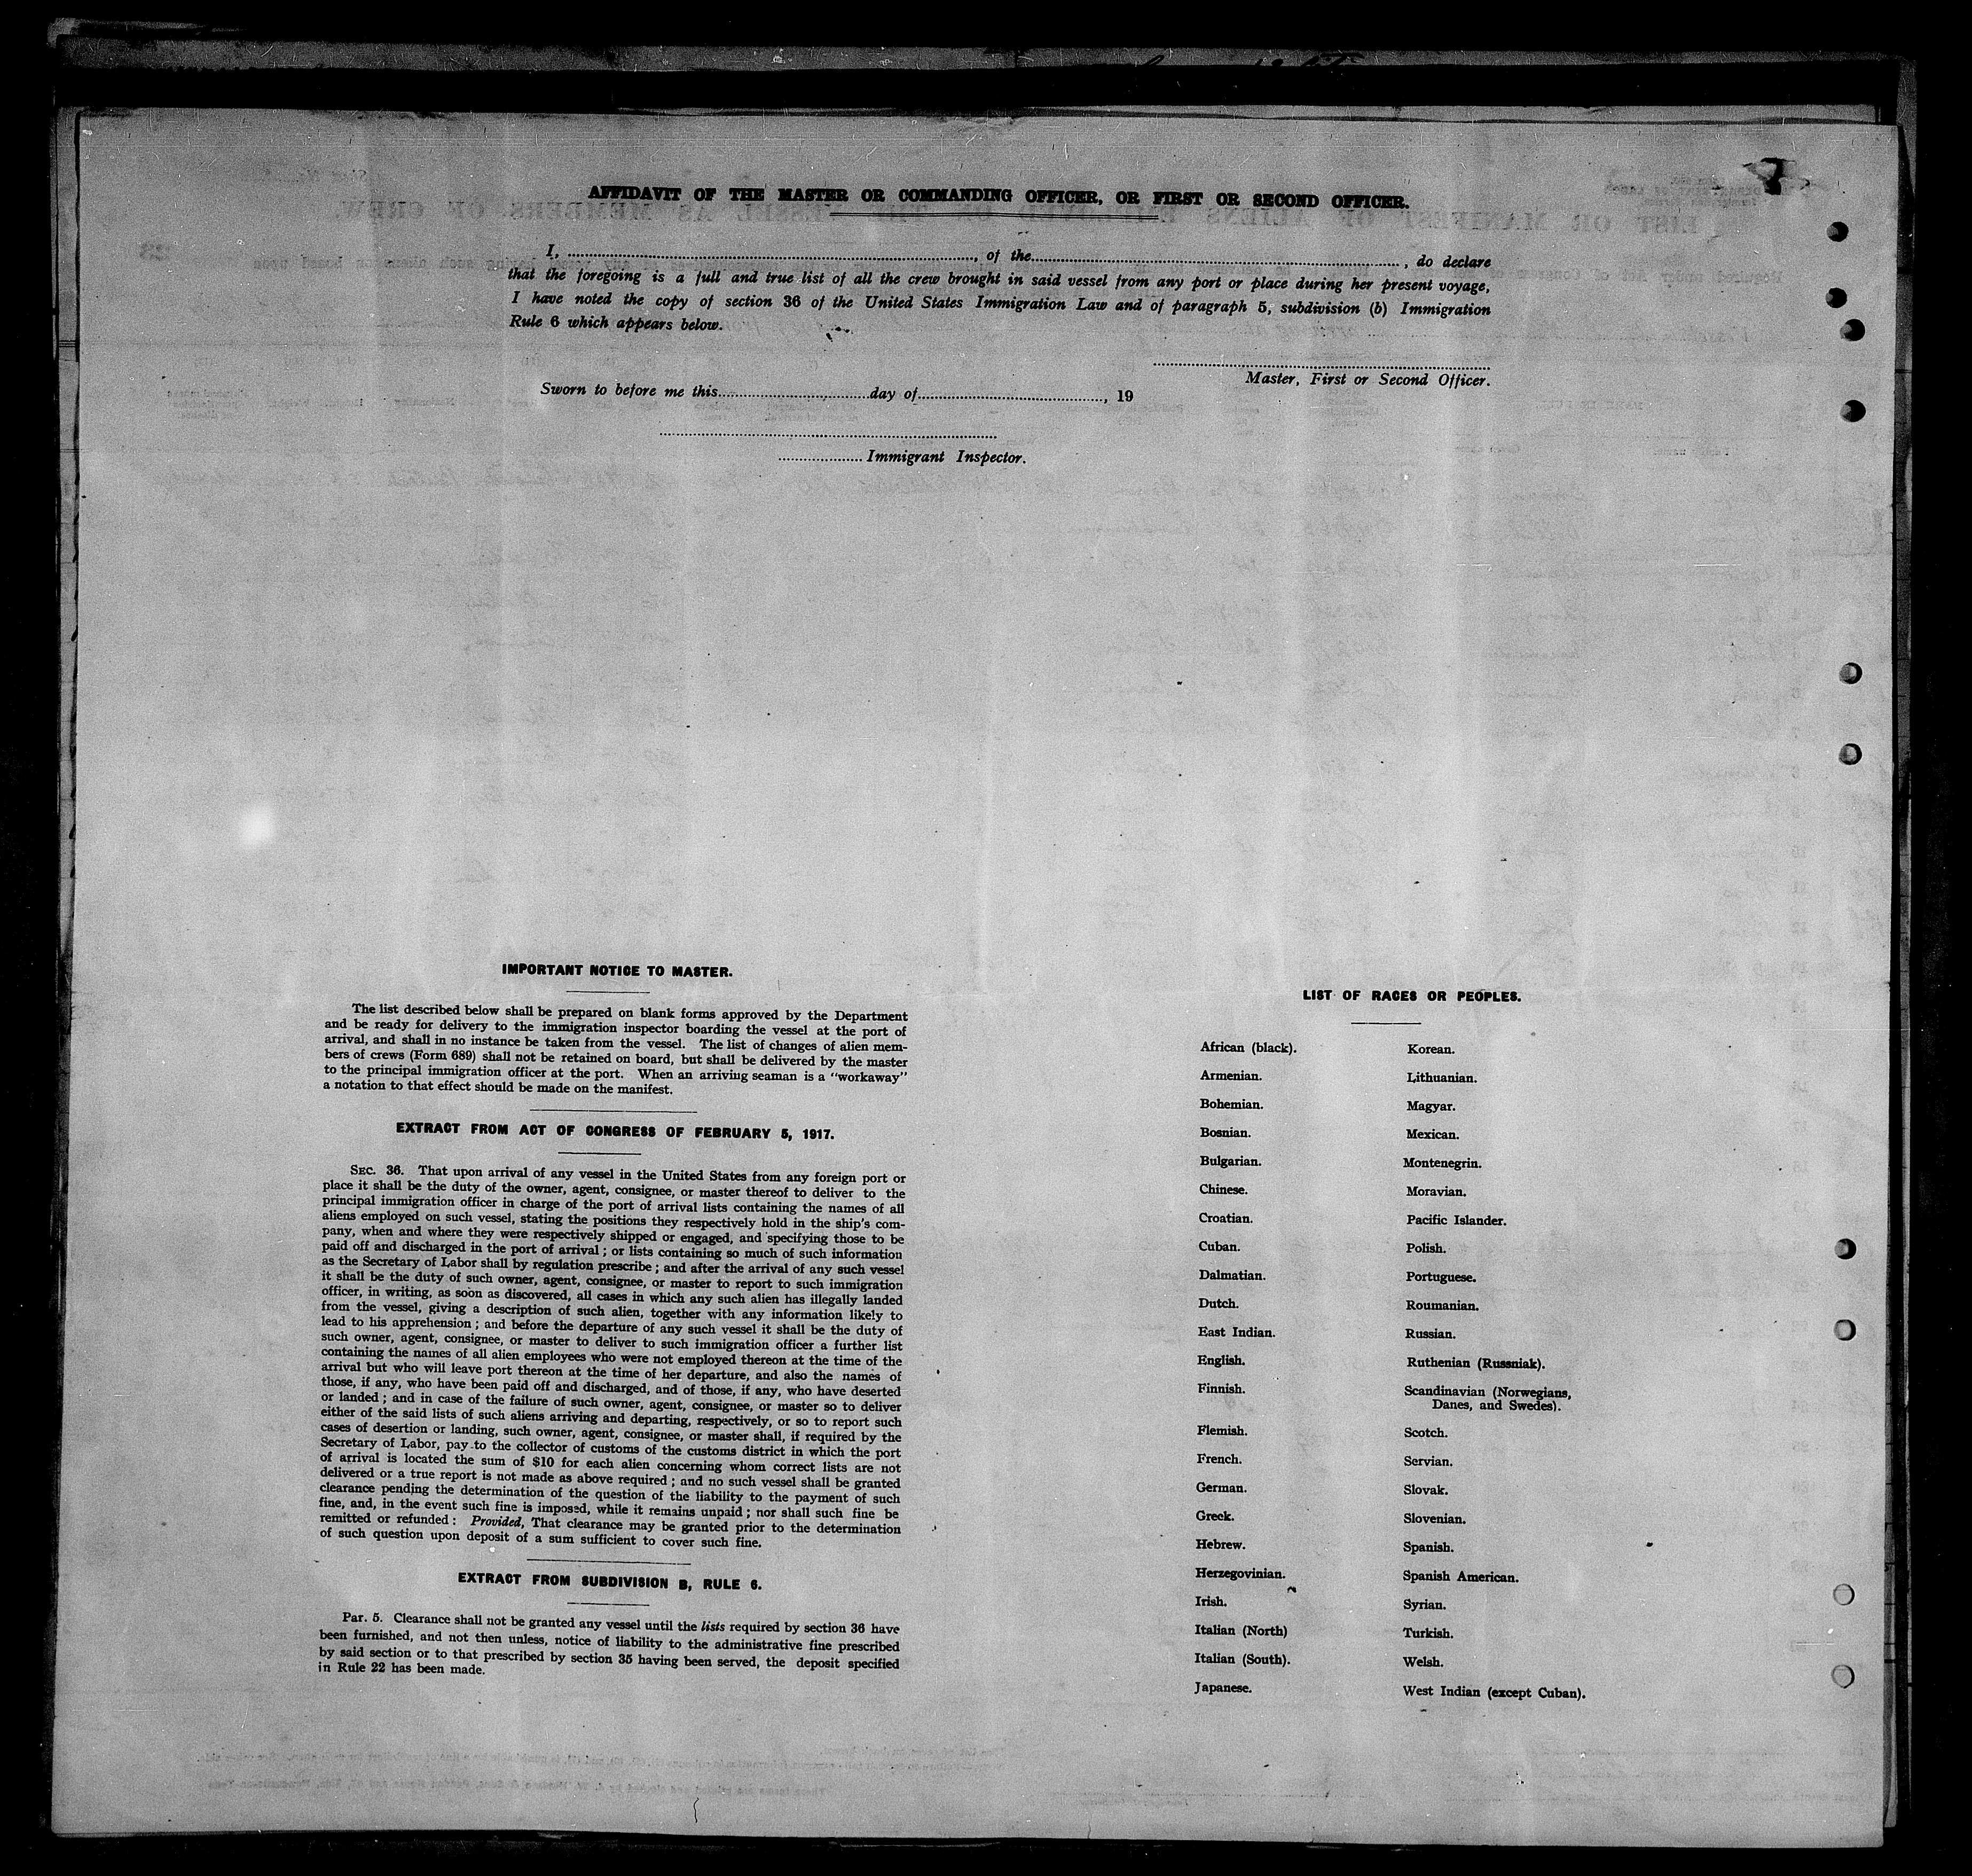 AFFIDAVIT OF THE MASTER OR COMMANDING OFFICER, OR FIRST OR SECOND OFFICER.
I, ........, of the........, do declare
that the foregoing is a full and true list of all the crew brought in said vessel from any port or place during her present voyage,
I have noted the copy of section 36 of the United States Immigration Law and of paragraph 5, subdivision (b) Immigration
Rule 6 which appears below.
Master, First or Second Officer.
Sworn to before me this........day of........, 19
........Immigrant Inspector.
IMPORTANT NOTICE TO MASTER.
The list described below shall be prepared on blank forms approved by the Department
and be ready for delivery to the immigration inspector boarding the vessel at the port of
arrival, and shall in no instance be taken from the vessel. The list of changes of alien mem-
bers of crews (Form 689) shall not be retained on board, but shall be delivered by the master
to the principal immigration officer at the port. When an arriving seaman is a "workaway"
a notation to that effect should be made on the manifest.
EXTRACT FROM ACT OF CONGRESS OF FEBRUARY 5, 1917.
SEC. 36. That upon arrival of any vessel in the United States from any foreign port or
place it shall be the duty of the owner, agent, consignee, or master thereof to deliver to the
principal immigration officer in charge of the port of arrival lists containing the names of all
aliens employed on such vessel, stating the positions they respectively hold in the ship's com-
pany, when and where they were respectively shipped or engaged, and specifying those to be
paid off and discharged in the port of arrival; or lists containing so much of such information
as the Secretary of Labor shall by regulation prescribe; and after the arrival of any such vessel
it shall be the duty of such owner, agent, consignee, or master to report to such immigration
officer, in writing, as soon as discovered, all cases in which any such alien has illegally landed
from the vessel, giving a description of such alien, together with any information likely to
lead to his apprehension; and before the departure of any such vessel it shall be the duty of
such owner, agent, consignee, or master to deliver to such immigration officer a further list
containing the names of all alien employees who were not employed thereon at the time of the
arrival but who will leave port thereon at the time of her departure, and also the names of
those, if any, who have been paid off and discharged, and of those, if any, who have deserted
or landed; and in case of the failure of such owner, agent, consignee, or master so to deliver
either of the said lists of such aliens arriving and departing, respectively, or so to report such
cases of desertion or landing, such owner, agent, consignee, or master shall, if required by the
Secretary of Labor, pay to the collector of customs of the customs district in which the port
of arrival is located the sum of $10 for each alien concerning whom correct lists are not
delivered or a true report is not made as above required; and no such vessel shall be granted
clearance pending the determination of the question of the liability to the payment of such
fine, and, in the event such fine is imposed, while it remains unpaid; nor shall such fine be
remitted or refunded: Provided, That clearance may be granted prior to the determination
of such question upon deposit of a sum sufficient to cover such fine.
EXTRACT FROM SUBDIVISION B, RULE 6.
Par. 5. Clearance shall not be granted any vessel until the lists required by section 36 have
been furnished, and not then unless, notice of liability to the administrative fine prescribed
by said section or to that prescribed by section 35 having been served, the deposit specified
in Rule 22 has been made.
LIST OF RACES OR PEOPLES.
African (black).
Armenian.
Bohemian.
Bosnian.
Bulgarian.
Chinese.
Croatian.
Cuban.
Dalmatian.
Dutch.
East Indian.
English.
Finnish.
Flemish.
French.
German.
Greek.
Hebrew.
Herzegovinian.
Irish.
Italian (North)
Italian (South).
Japanese.
Korean.
Lithuanian.
Magyar.
Mexican.
Montenegrin.
Moravian.
Pacific Islander.
Polish.
Portuguese.
Roumanian.
Russian.
Ruthenian (Russniak).
Scandinavian (Norwegians,
Danes, and Swedes).
Scotch.
Servian.
Slovak.
Slovenian.
Spanish.
Spanish American.
Syrian.
Turkish.
Welsh.
West Indian (except Cuban).